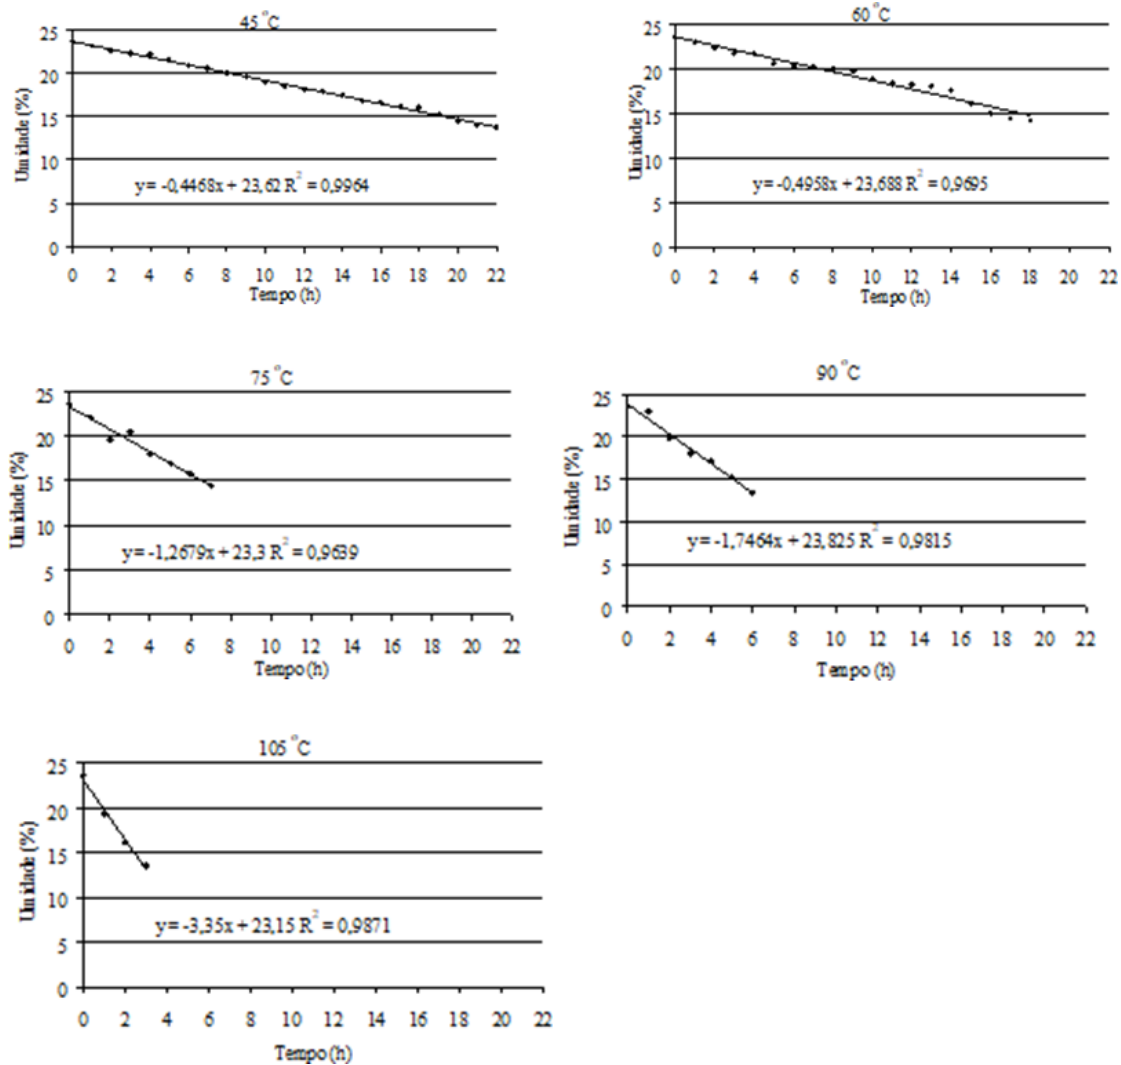 45 °C
25
20
15
10
5
0
Umidade (%)
y = -0,4468x + 23,62 R² = 0,9964
0 2 4 6 8 10 12 14 16 18 20 22
Tempo (h)
60 °C
25
20
15
10
5
0
Umidade (%)
y = -0,4958x + 23,688 R² = 0,9695
0 2 4 6 8 10 12 14 16 18 20 22
Tempo (h)
75 °C
25
20
15
10
5
0
Umidade (%)
y = -1,2679x + 23,3 R² = 0,9639
0 2 4 6 8 10 12 14 16 18 20 22
Tempo (h)
90 °C
25
20
15
10
5
0
Umidade (%)
y = -1,7464x + 23,825 R² = 0,9815
0 2 4 6 8 10 12 14 16 18 20 22
Tempo (h)
105 °C
25
20
15
10
5
0
Umidade (%)
y = -3,35x + 23,15 R² = 0,9871
0 2 4 6 8 10 12 14 16 18 20 22
Tempo (h)